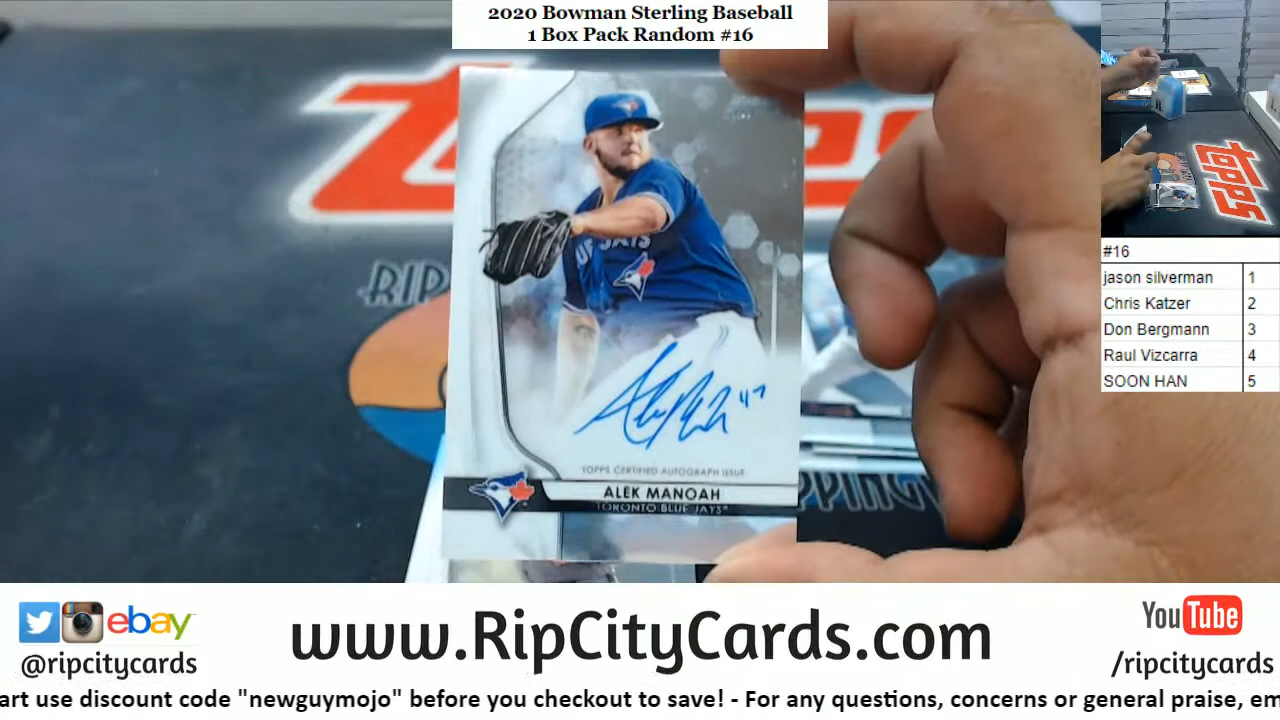 2020 Bowman Sterling Baseball
1 Box Pack Random #16
RIP
TOPPS CERTIFIED AUTOGRAPH ISSUE
ALEK MANOAH
TORONTO BLUE JAYS
topps
#16
jason silverman 1
Chris Katzer 2
Don Bergmann 3
Raul Vizcarra 4
SOON HAN 5
ebay
@ripcitycards
www.RipCityCards.com
YouTube
/ripcitycards
art use discount code "newguymojo" before you checkout to save! - For any questions, concerns or general praise, em